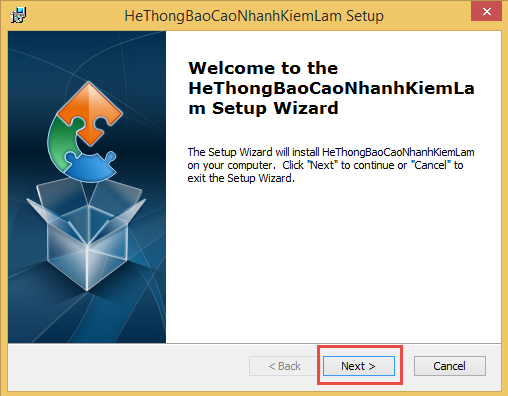 HeThongBaoCaoNhanhKiemLam Setup
Welcome to the
HeThongBaoCaoNhanhKiemLa
m Setup Wizard
The Setup Wizard will install HeThongBaoCaoNhanhKiemLam
on your computer. Click "Next" to continue or "Cancel" to
exit the Setup Wizard.
< Back Next > Cancel